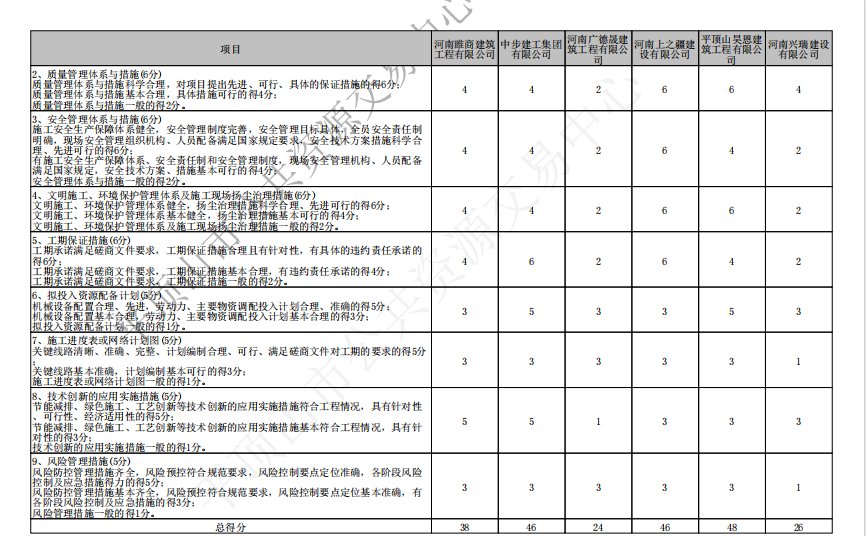 项目 河南睢商建筑工程有限公司 中步建工集团有限公司 河南广德晟建筑工程有限公司 河南上之疆建设有限公司 平顶山昊恩建筑工程有限公司 河南兴瑞建设有限公司
2、质量管理体系与措施(6分)
质量管理体系与措施科学合理，对项目提出先进、可行、具体的保证措施的得6分；
质量管理体系与措施基本合理，具体措施可行的得4分；
质量管理体系与措施一般的得2分。
4 4 2 6 6 4
3、安全管理体系与措施(6分)
施工安全生产保障体系健全，安全管理制度完善，安全管理目标具体，全员安全责任制
明确，现场安全管理组织机构、人员配备满足国家规定要求，安全技术方案措施科学合
理、先进可行的得6分；
有施工安全生产保障体系、安全责任制和安全管理制度，现场安全管理机构、人员配备
满足国家规定，安全技术方案、措施基本可行的得4分；
安全管理体系与措施一般的得2分。
4 4 2 6 4 2
4、文明施工、环境保护管理体系及施工现场扬尘治理措施(6分)
文明施工、环境保护管理体系健全，扬尘治理措施科学合理、先进可行的得6分；
文明施工、环境保护管理体系基本健全，扬尘治理措施基本可行的得4分；
文明施工、环境保护管理体系及施工现场扬尘治理措施一般的得2分。
4 4 2 6 6 2
5、工期保证措施(6分)
工期承诺满足磋商文件要求，工期保证措施合理且有针对性，有具体的违约责任承诺的
得6分；
工期承诺满足磋商文件要求，工期保证措施基本合理，有违约责任承诺的得4分；
工期承诺满足磋商文件要求，工期保证措施一般的得2分。
4 6 2 6 4 2
6、拟投入资源配备计划(5分)
机械设备配置合理、先进，劳动力、主要物资调配投入计划合理、准确的得5分；
机械设备配置基本合理，劳动力、主要物资调配投入计划基本合理的得3分；
拟投入资源配备计划一般的得1分。
3 5 3 3 5 3
7、施工进度表或网络计划图(5分)
关键线路清晰、准确、完整、计划编制合理、可行、满足磋商文件对工期的要求的得5分
；
关键线路基本准确，计划编制基本可行的得3分；
施工进度表或网络计划图一般的得1分。
3 3 3 3 3 1
8、技术创新的应用实施措施(5分)
节能减排、绿色施工、工艺创新等技术创新的应用实施措施符合工程情况，具有针对性
、可行性、经济适用性的得5分；
节能减排、绿色施工、工艺创新等技术创新的应用实施措施基本符合工程情况，具有针
对性的得3分；
技术创新的应用实施措施一般的得1分。
5 5 1 3 3 3
9、风险管理措施(5分)
风险防控管理措施齐全，风险预控符合规范要求，风险控制要点定位准确，各阶段风险
控制及应急措施得力的得5分；
风险防控管理措施基本齐全，风险预控符合规范要求，风险控制要点定位基本准确，有
各阶段风险控制及应急措施的得3分；
风险管理措施一般的得1分。
3 3 3 3 3 1
总得分 38 46 24 46 48 26
平顶山市公共资源交易中心
平顶山市公共资源交易中心